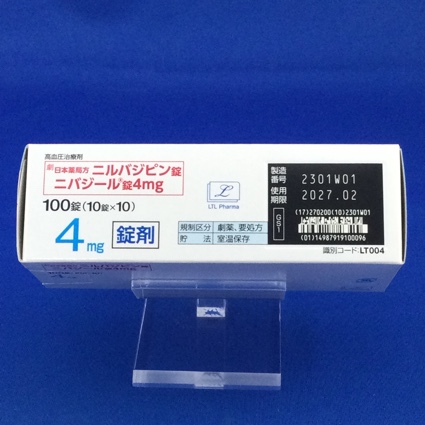 高血圧治療剤
劇 日本薬局方 ニルバジピン錠
ニバジール®錠4mg
100錠(10錠×10)
4mg 錠剤
LTL Pharma
規制区分 劇薬、要処方
貯法 室温保存
製造番号 2301W01
使用期限 2027.02
GS1
(17)270200(10)2301W01
(01)14987919100096
識別コード:LT004